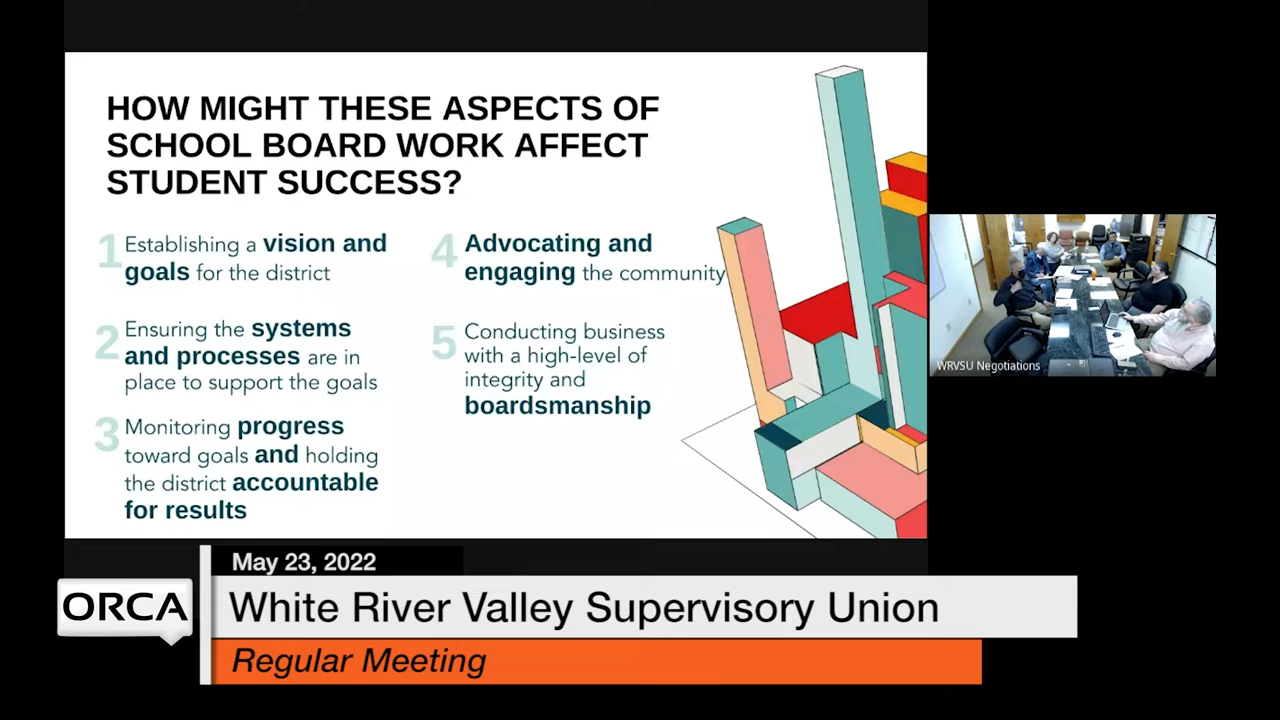 HOW MIGHT THESE ASPECTS OF
SCHOOL BOARD WORK AFFECT
STUDENT SUCCESS?
1 Establishing a vision and
goals for the district
2 Ensuring the systems
and processes are in
place to support the goals
3 Monitoring progress
toward goals and holding
the district accountable
for results
4 Advocating and
engaging the community
5 Conducting business
with a high-level of
integrity and
boardsmanship
WRVSU Negotiations
May 23, 2022
ORCA
White River Valley Supervisory Union
Regular Meeting